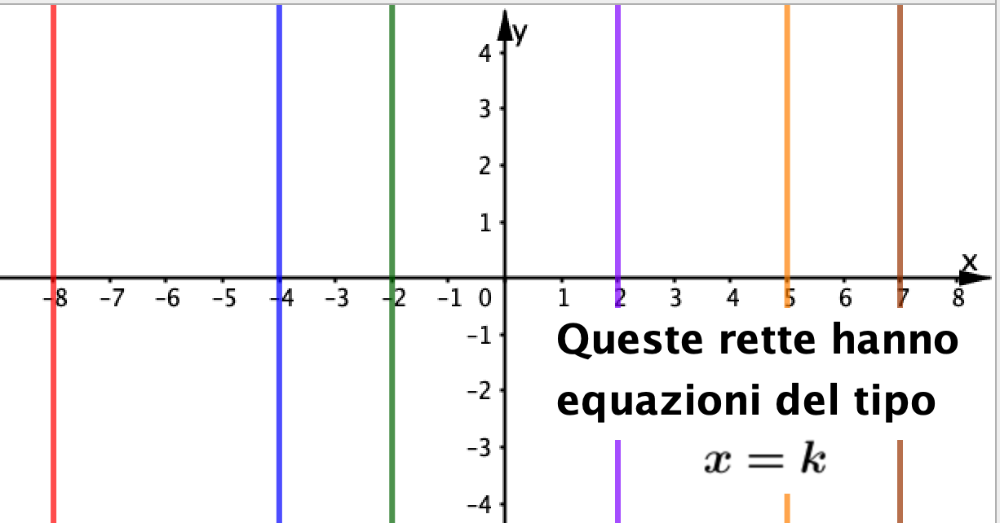 y
4
3
2
1
x
-8 -7 -6 -5 -4 -3 -2 -1 0 1 2 3 4 5 6 7 8
-1
-2
-3
-4
Queste rette hanno
equazioni del tipo
x = k